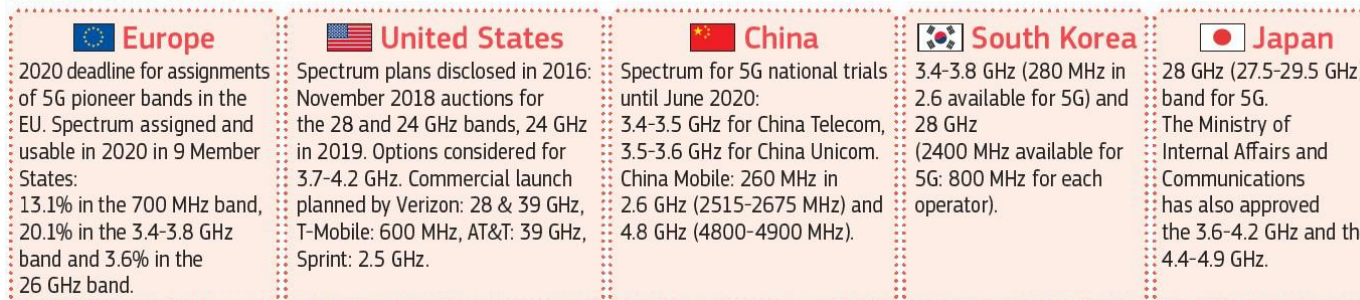 Europe
2020 deadline for assignments
of 5G pioneer bands in the
EU. Spectrum assigned and
usable in 2020 in 9 Member
States:
13.1% in the 700 MHz band,
20.1% in the 3.4-3.8 GHz
band and 3.6% in the
26 GHz band.
United States
Spectrum plans disclosed in 2016:
November 2018 auctions for
the 28 and 24 GHz bands, 24 GHz
in 2019. Options considered for
3.7-4.2 GHz. Commercial launch
planned by Verizon: 28 & 39 GHz,
T-Mobile: 600 MHz, AT&T: 39 GHz,
Sprint: 2.5 GHz.
China
Spectrum for 5G national trials
until June 2020:
3.4-3.5 GHz for China Telecom,
3.5-3.6 GHz for China Unicom.
China Mobile: 260 MHz in
2.6 GHz (2515-2675 MHz) and
4.8 GHz (4800-4900 MHz).
South Korea
3.4-3.8 GHz (280 MHz in
2.6 available for 5G) and
28 GHz
(2400 MHz available for
5G: 800 MHz for each
operator).
Japan
28 GHz (27.5-29.5 GHz
band for 5G.
The Ministry of
Internal Affairs and
Communications
has also approved
the 3.6-4.2 GHz and th
4.4-4.9 GHz.